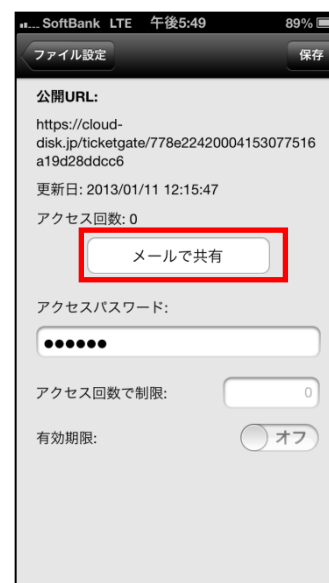 SoftBank LTE 午後5:49 89%
ファイル設定 保存
公開URL:
https://cloud-
disk.jp/ticketgate/778e22420004153077516
a19d28ddcc6
更新日: 2013/01/11 12:15:47
アクセス回数: 0
メールで共有
アクセスパスワード:
●●●●●●
アクセス回数で制限: 0
有効期限: オフ